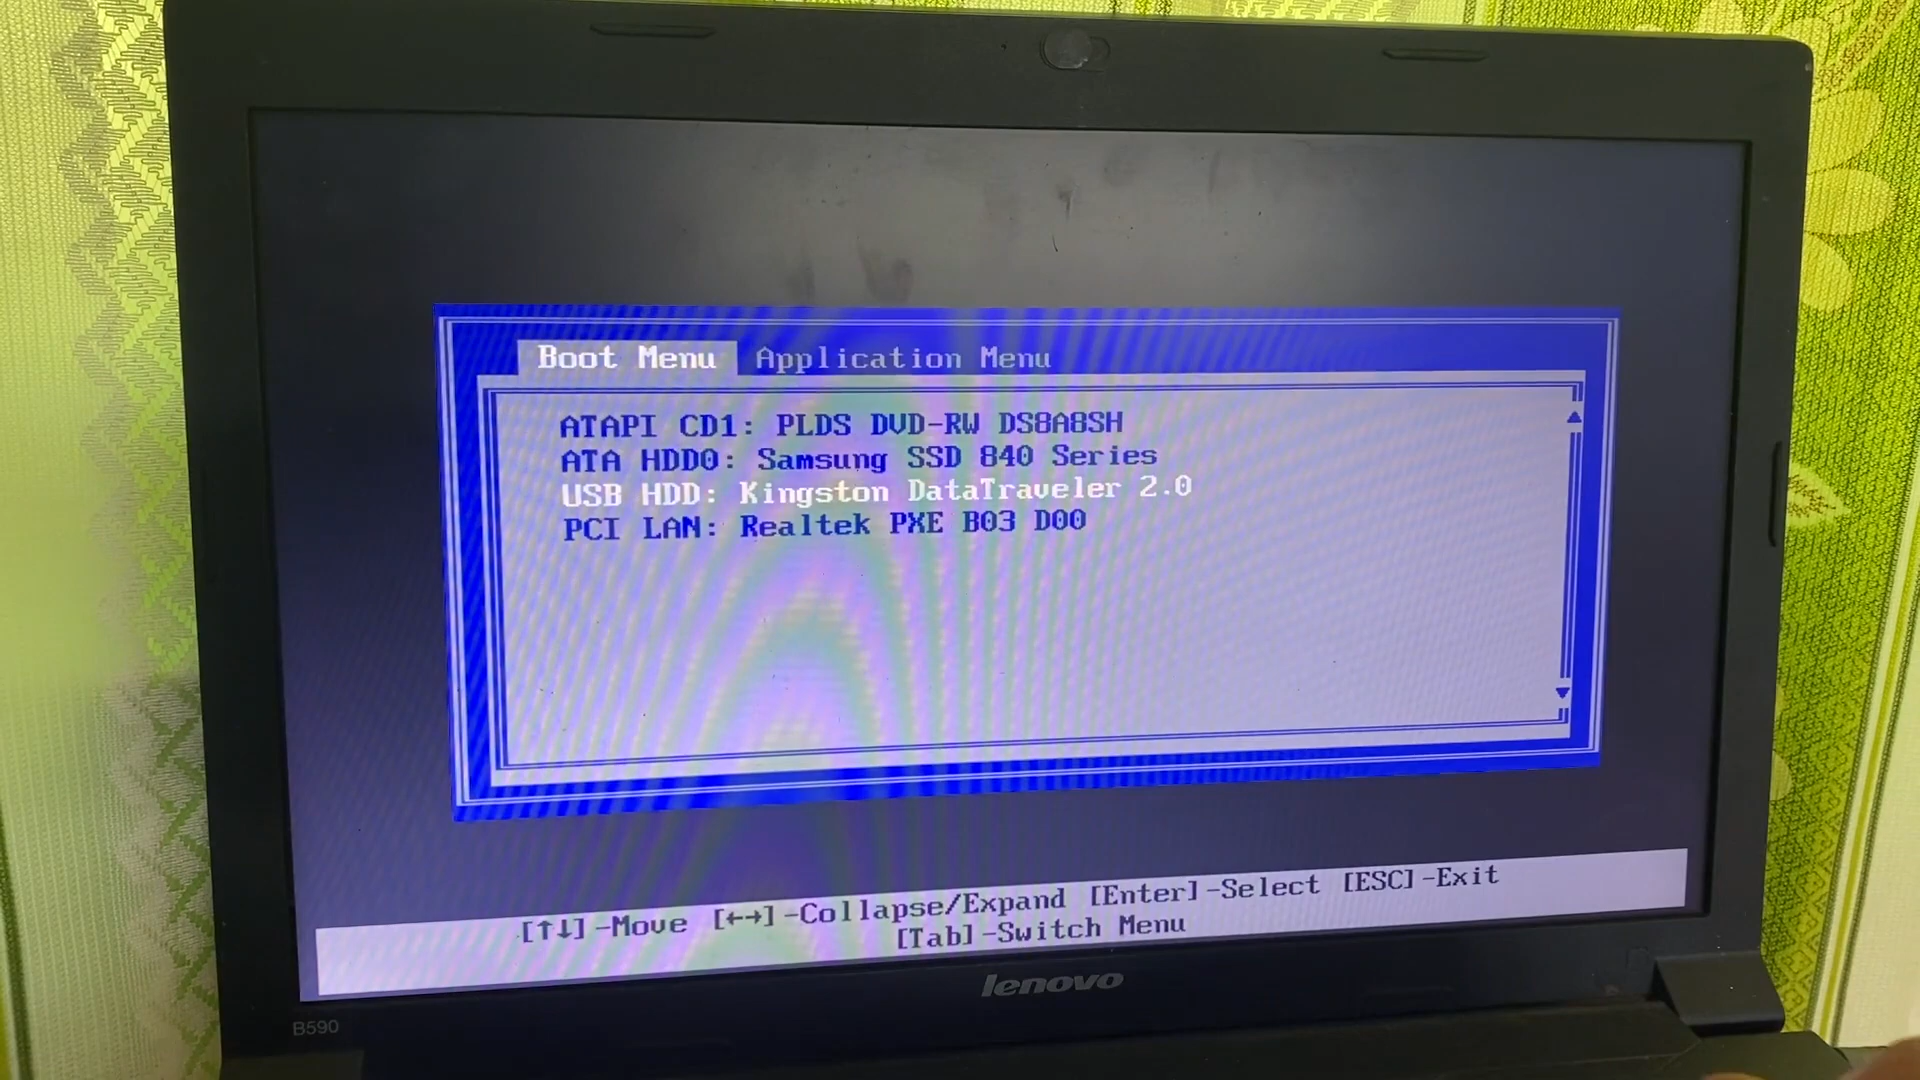 Boot Menu Application Menu
ATAPI CD1: PLDS DVD-RW DS8A8SH
ATA HDD0: Samsung SSD 840 Series
USB HDD: Kingston DataTraveler 2.0
PCI LAN: Realtek PXE B03 D00
[↑↓]-Move [←→]-Collapse/Expand [Enter]-Select [ESC]-Exit
[Tab]-Switch Menu
lenovo
B590